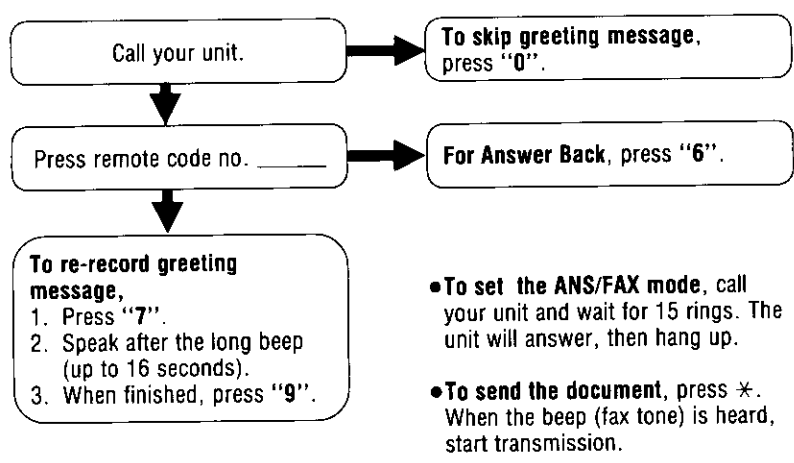 Call your unit.
To skip greeting message,
press “0”.
Press remote code no. ______
For Answer Back, press “6”.
To re-record greeting
message,
1. Press “7”.
2. Speak after the long beep
(up to 16 seconds).
3. When finished, press “9”.
●To set the ANS/FAX mode, call
your unit and wait for 15 rings. The
unit will answer, then hang up.
●To send the document, press ✳.
When the beep (fax tone) is heard,
start transmission.